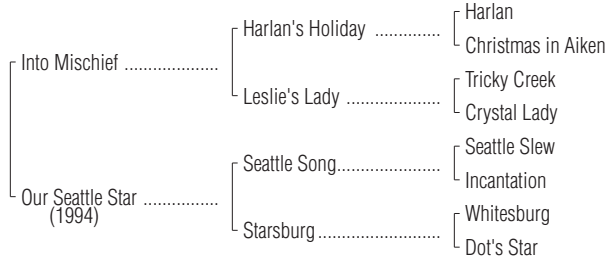 Harlan
Harlan's Holiday ..............
Christmas in Aiken
Into Mischief ....................
Tricky Creek
Leslie's Lady ....................
Crystal Lady
Seattle Slew
Seattle Song......................
Incantation
Our Seattle Star ................
(1994)
Whitesburg
Starsburg..........................
Dot's Star